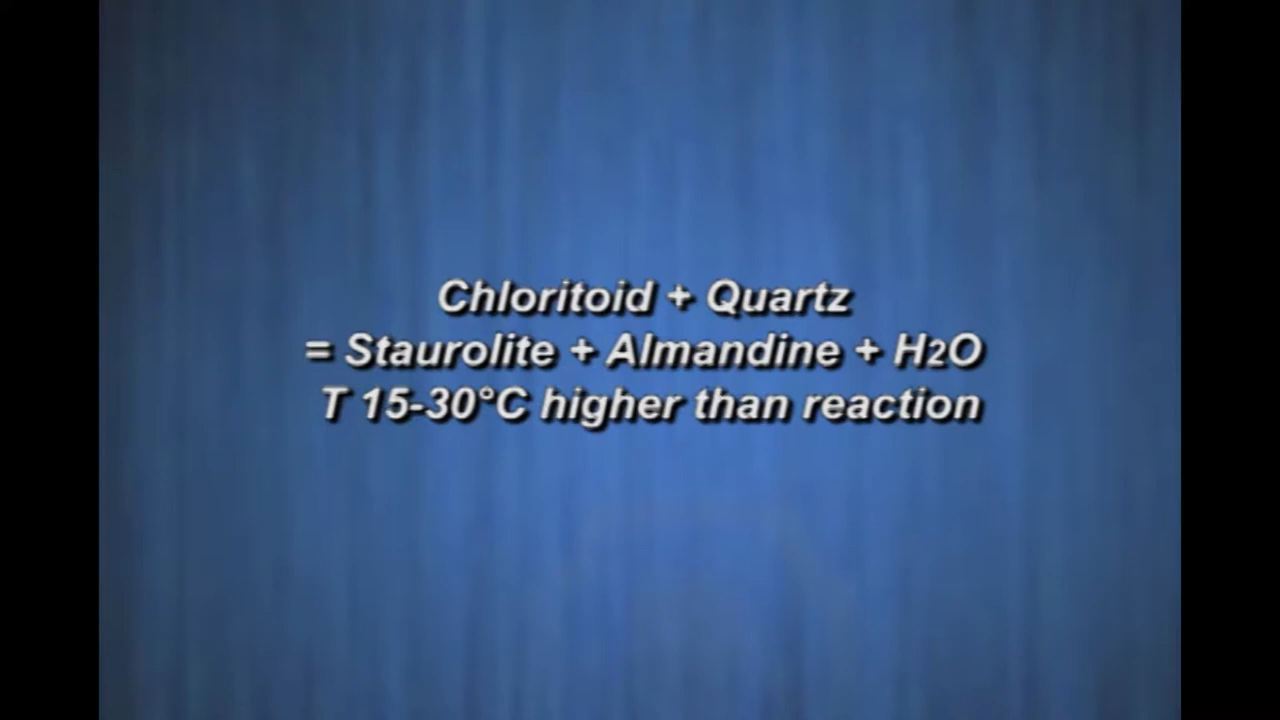 Chloritoid + Quartz
= Staurolite + Almandine + H2O
T 15-30°C higher than reaction